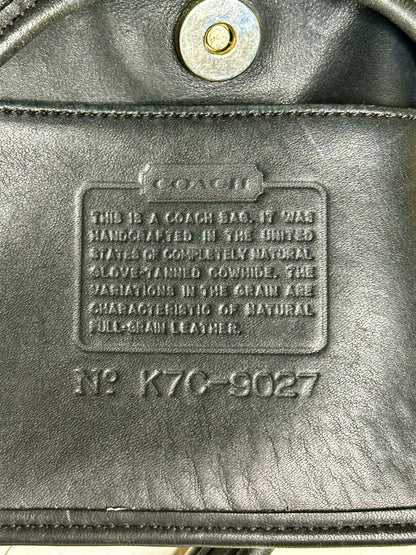 COACH
THIS IS A COACH BAG. IT WAS
HANDCRAFTED IN THE UNITED
STATES OF COMPLETELY NATURAL
GLOVE-TANNED COWHIDE. THE
VARIATIONS IN THE GRAIN ARE
CHARACTERISTIC OF NATURAL
FULL-GRAIN LEATHER.
Nº K7C-9027